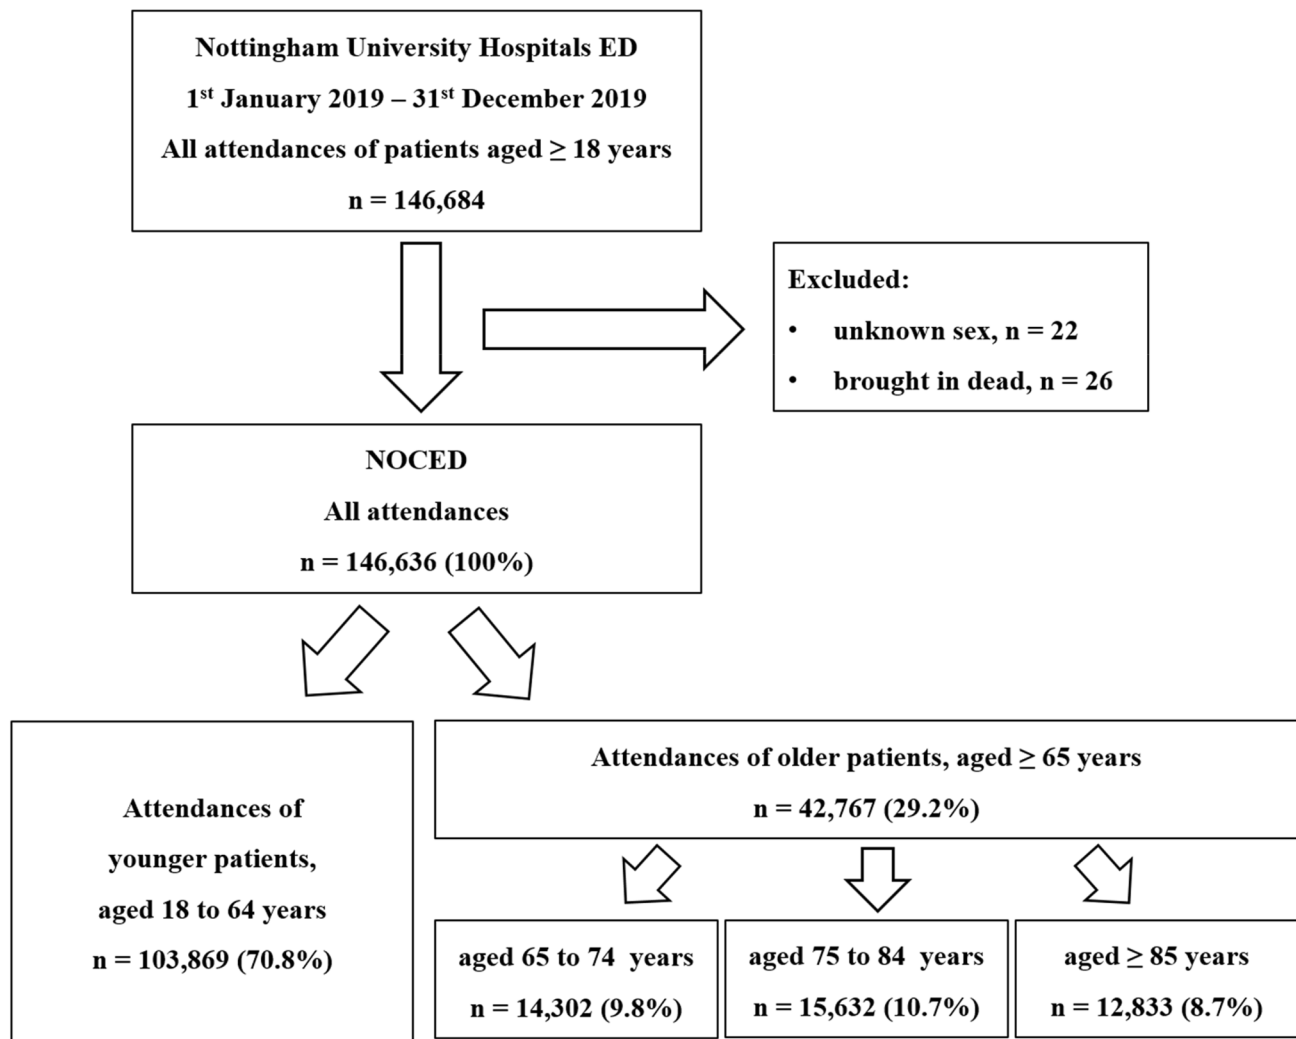 Nottingham University Hospitals ED
1st January 2019 – 31st December 2019
All attendances of patients aged ≥ 18 years
n = 146,684
Excluded:
• unknown sex, n = 22
• brought in dead, n = 26
NOCED
All attendances
n = 146,636 (100%)
Attendances of
younger patients,
aged 18 to 64 years
n = 103,869 (70.8%)
Attendances of older patients, aged ≥ 65 years
n = 42,767 (29.2%)
aged 65 to 74 years
n = 14,302 (9.8%)
aged 75 to 84 years
n = 15,632 (10.7%)
aged ≥ 85 years
n = 12,833 (8.7%)